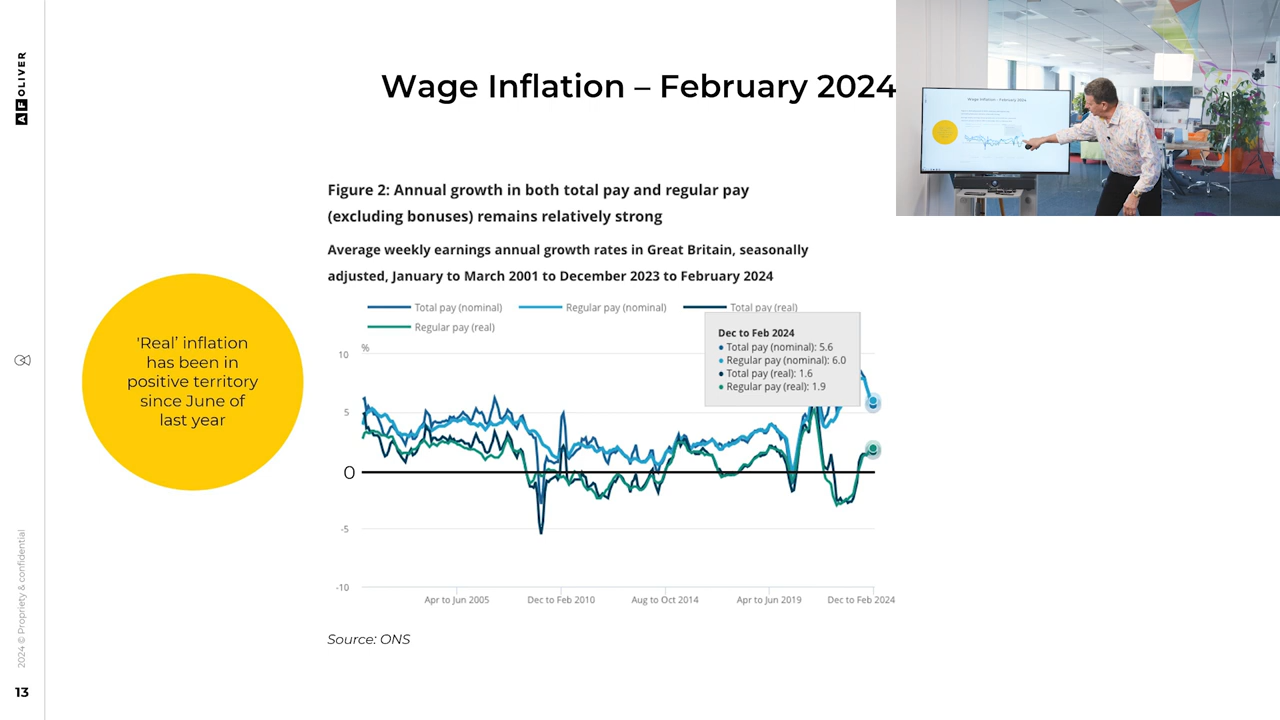 AF OLIVER
Wage Inflation – February 2024
Figure 2: Annual growth in both total pay and regular pay
(excluding bonuses) remains relatively strong
Average weekly earnings annual growth rates in Great Britain, seasonally
adjusted, January to March 2001 to December 2023 to February 2024
Total pay (nominal) Regular pay (nominal) Total pay (real)
Regular pay (real)
Dec to Feb 2024
Total pay (nominal): 5.6
Regular pay (nominal): 6.0
Total pay (real): 1.6
Regular pay (real): 1.9
%
10
5
0
-5
-10
Apr to Jun 2005 Dec to Feb 2010 Aug to Oct 2014 Apr to Jun 2019 Dec to Feb 2024
'Real’ inflation
has been in
positive territory
since June of
last year
Source: ONS
2024 © Propriety & confidential
13
Wage Inflation – February 2024